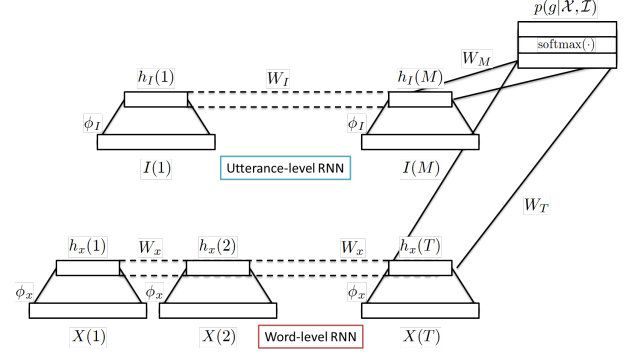 p(g|𝒳, ℐ)
softmax(·)
W_M
h_I(1) W_I h_I(M)
ϕ_I ϕ_I
I(1) Utterance-level RNN I(M)
W_T
h_x(1) W_x h_x(2) W_x h_x(T)
ϕ_x ϕ_x ϕ_x
X(1) X(2) Word-level RNN X(T)